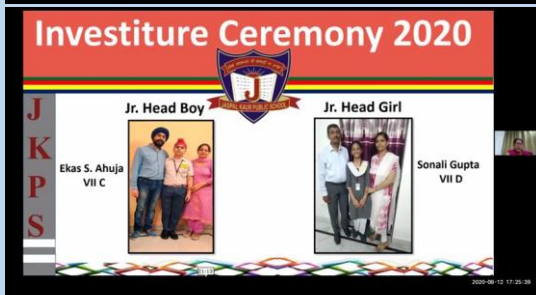 Investiture Ceremony 2020
J
JASPAL KAUR PUBLIC SCHOOL
JKPS
Jr. Head Boy
Jr. Head Girl
Ekas S. Ahuja
VII C
Sonali Gupta
VII D
2020-08-12 17:25:39